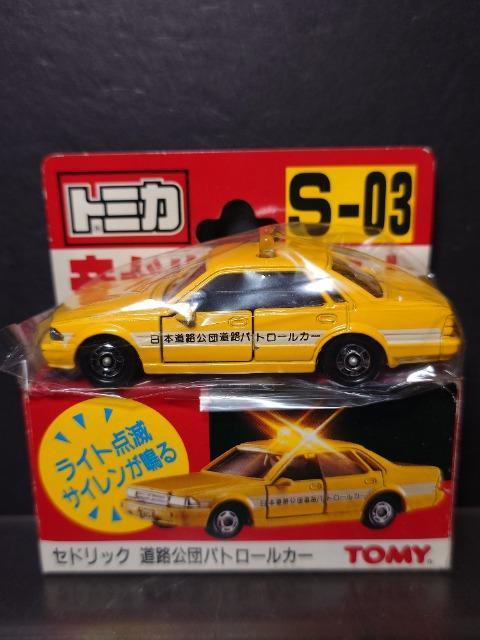 トミカ
S-03
日本道路公団道路パトロールカー
ライト点滅
サイレンが鳴る
日本道路公団道路パトロールカー
セドリック 道路公団パトロールカー
TOMY